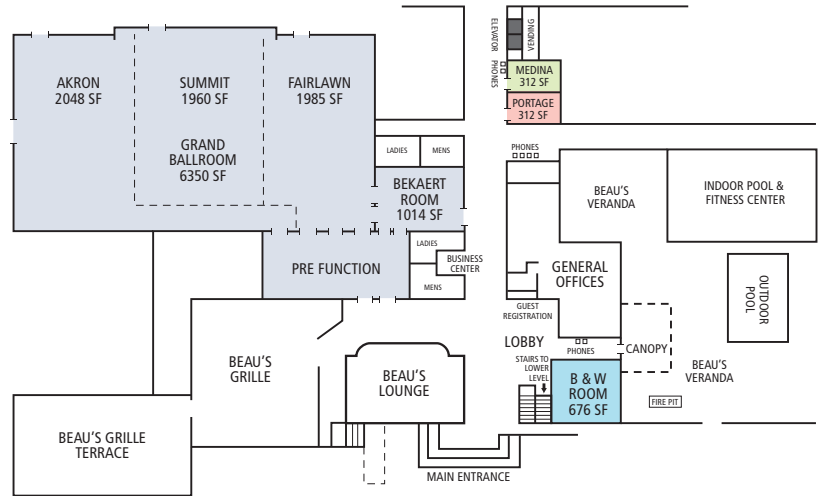 AKRON
2048 SF
SUMMIT
1960 SF
FAIRLAWN
1985 SF
GRAND
BALLROOM
6350 SF
LADIES
MENS
BEKAERT
ROOM
1014 SF
PRE FUNCTION
LADIES
BUSINESS
CENTER
MENS
ELEVATOR
VENDING
PHONES
MEDINA
312 SF
PORTAGE
312 SF
PHONES
BEAU'S
VERANDA
INDOOR POOL &
FITNESS CENTER
GENERAL
OFFICES
OUTDOOR
POOL
GUEST
REGISTRATION
LOBBY
PHONES
CANOPY
STAIRS TO
LOWER
LEVEL
B & W
ROOM
676 SF
BEAU'S
VERANDA
FIRE PIT
BEAU'S
GRILLE
BEAU'S
LOUNGE
BEAU'S GRILLE
TERRACE
MAIN ENTRANCE